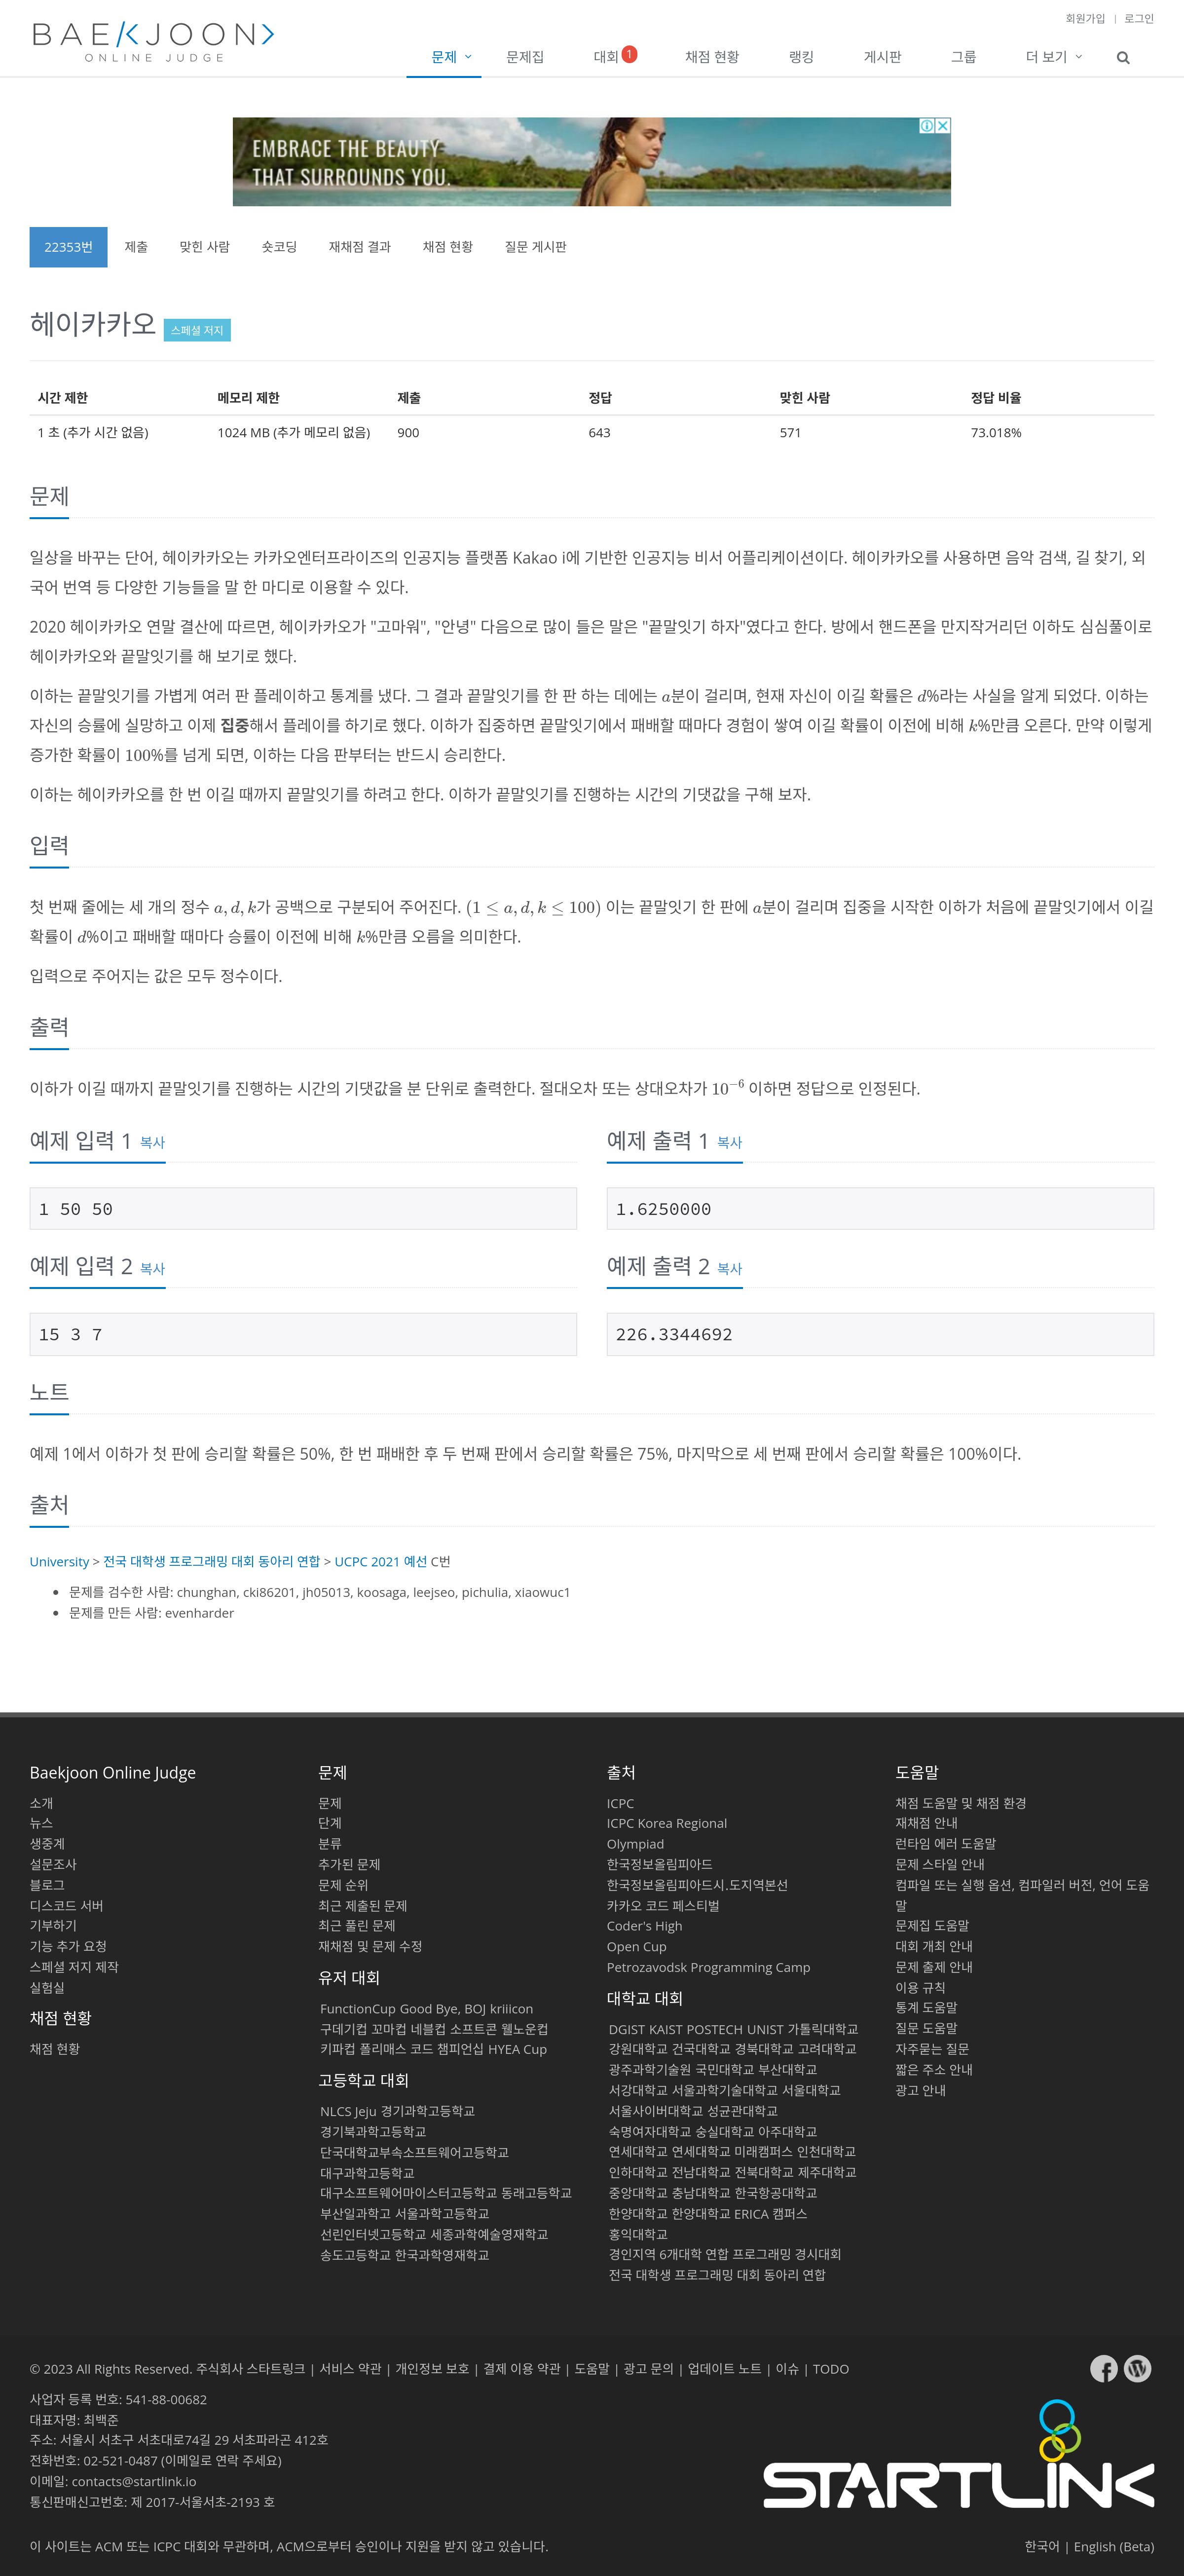 회원가입 | 로그인
BAEKJOON>
ONLINE JUDGE
문제 문제집 대회 1 채점 현황 랭킹 게시판 그룹 더 보기
EMBRACE THE BEAUTY
THAT SURROUNDS YOU.
22353번 제출 맞힌 사람 숏코딩 재채점 결과 채점 현황 질문 게시판
헤이카카오 스페셜 저지
시간 제한 메모리 제한 제출 정답 맞힌 사람 정답 비율
1 초 (추가 시간 없음) 1024 MB (추가 메모리 없음) 900 643 571 73.018%
문제
일상을 바꾸는 단어, 헤이카카오는 카카오엔터프라이즈의 인공지능 플랫폼 Kakao i에 기반한 인공지능 비서 어플리케이션이다. 헤이카카오를 사용하면 음악 검색, 길 찾기, 외
국어 번역 등 다양한 기능들을 말 한 마디로 이용할 수 있다.
2020 헤이카카오 연말 결산에 따르면, 헤이카카오가 "고마워", "안녕" 다음으로 많이 들은 말은 "끝말잇기 하자"였다고 한다. 방에서 핸드폰을 만지작거리던 이하도 심심풀이로
헤이카카오와 끝말잇기를 해 보기로 했다.
이하는 끝말잇기를 가볍게 여러 판 플레이하고 통계를 냈다. 그 결과 끝말잇기를 한 판 하는 데에는 a분이 걸리며, 현재 자신이 이길 확률은 d%라는 사실을 알게 되었다. 이하는
자신의 승률에 실망하고 이제 집중해서 플레이를 하기로 했다. 이하가 집중하면 끝말잇기에서 패배할 때마다 경험이 쌓여 이길 확률이 이전에 비해 k%만큼 오른다. 만약 이렇게
증가한 확률이 100%를 넘게 되면, 이하는 다음 판부터는 반드시 승리한다.
이하는 헤이카카오를 한 번 이길 때까지 끝말잇기를 하려고 한다. 이하가 끝말잇기를 진행하는 시간의 기댓값을 구해 보자.
입력
첫 번째 줄에는 세 개의 정수 a, d, k가 공백으로 구분되어 주어진다. (1 ≤ a, d, k ≤ 100) 이는 끝말잇기 한 판에 a분이 걸리며 집중을 시작한 이하가 처음에 끝말잇기에서 이길
확률이 d%이고 패배할 때마다 승률이 이전에 비해 k%만큼 오름을 의미한다.
입력으로 주어지는 값은 모두 정수이다.
출력
이하가 이길 때까지 끝말잇기를 진행하는 시간의 기댓값을 분 단위로 출력한다. 절대오차 또는 상대오차가 10⁻⁶ 이하면 정답으로 인정된다.
예제 입력 1 복사
1 50 50
예제 출력 1 복사
1.6250000
예제 입력 2 복사
15 3 7
예제 출력 2 복사
226.3344692
노트
예제 1에서 이하가 첫 판에 승리할 확률은 50%, 한 번 패배한 후 두 번째 판에서 승리할 확률은 75%, 마지막으로 세 번째 판에서 승리할 확률은 100%이다.
출처
University > 전국 대학생 프로그래밍 대회 동아리 연합 > UCPC 2021 예선 C번
• 문제를 검수한 사람: chunghan, cki86201, jh05013, koosaga, leejseo, pichulia, xiaowuc1
• 문제를 만든 사람: evenharder
Baekjoon Online Judge
소개
뉴스
생중계
설문조사
블로그
디스코드 서버
기부하기
기능 추가 요청
스페셜 저지 제작
실험실
채점 현황
채점 현황
문제
문제
단계
분류
추가된 문제
문제 순위
최근 제출된 문제
최근 풀린 문제
재채점 및 문제 수정
유저 대회
FunctionCup Good Bye, BOJ kriiicon
구데기컵 꼬마컵 네블컵 소프트콘 웰노운컵
키파컵 폴리매스 코드 챔피언십 HYEA Cup
고등학교 대회
NLCS Jeju 경기과학고등학교
경기북과학고등학교
단국대학교부속소프트웨어고등학교
대구과학고등학교
대구소프트웨어마이스터고등학교 동래고등학교
부산일과학고 서울과학고등학교
선린인터넷고등학교 세종과학예술영재학교
송도고등학교 한국과학영재학교
출처
ICPC
ICPC Korea Regional
Olympiad
한국정보올림피아드
한국정보올림피아드시.도지역본선
카카오 코드 페스티벌
Coder's High
Open Cup
Petrozavodsk Programming Camp
대학교 대회
DGIST KAIST POSTECH UNIST 가톨릭대학교
강원대학교 건국대학교 경북대학교 고려대학교
광주과학기술원 국민대학교 부산대학교
서강대학교 서울과학기술대학교 서울대학교
서울사이버대학교 성균관대학교
숙명여자대학교 숭실대학교 아주대학교
연세대학교 연세대학교 미래캠퍼스 인천대학교
인하대학교 전남대학교 전북대학교 제주대학교
중앙대학교 충남대학교 한국항공대학교
한양대학교 한양대학교 ERICA 캠퍼스
홍익대학교
경인지역 6개대학 연합 프로그래밍 경시대회
전국 대학생 프로그래밍 대회 동아리 연합
도움말
채점 도움말 및 채점 환경
재채점 안내
런타임 에러 도움말
문제 스타일 안내
컴파일 또는 실행 옵션, 컴파일러 버전, 언어 도움
말
문제집 도움말
대회 개최 안내
문제 출제 안내
이용 규칙
통계 도움말
질문 도움말
자주묻는 질문
짧은 주소 안내
광고 안내
© 2023 All Rights Reserved. 주식회사 스타트링크 | 서비스 약관 | 개인정보 보호 | 결제 이용 약관 | 도움말 | 광고 문의 | 업데이트 노트 | 이슈 | TODO
사업자 등록 번호: 541-88-00682
대표자명: 최백준
주소: 서울시 서초구 서초대로74길 29 서초파라곤 412호
전화번호: 02-521-0487 (이메일로 연락 주세요)
이메일: contacts@startlink.io
통신판매신고번호: 제 2017-서울서초-2193 호
STARTLINK
이 사이트는 ACM 또는 ICPC 대회와 무관하며, ACM으로부터 승인이나 지원을 받지 않고 있습니다.
한국어 | English (Beta)